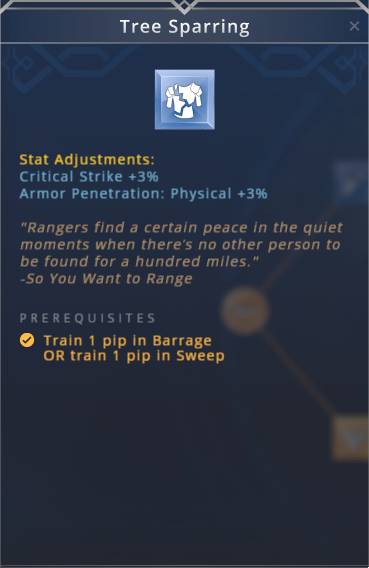 Tree Sparring
Stat Adjustments:
Critical Strike +3%
Armor Penetration: Physical +3%
"Rangers find a certain peace in the quiet
moments when there's no other person to
be found for a hundred miles."
-So You Want to Range
PREREQUISITES
Train 1 pip in Barrage
OR train 1 pip in Sweep